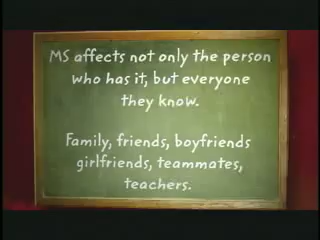 MS affects not only the person
who has it, but everyone
they know.
Family, friends, boyfriends
girlfriends, teammates,
teachers.